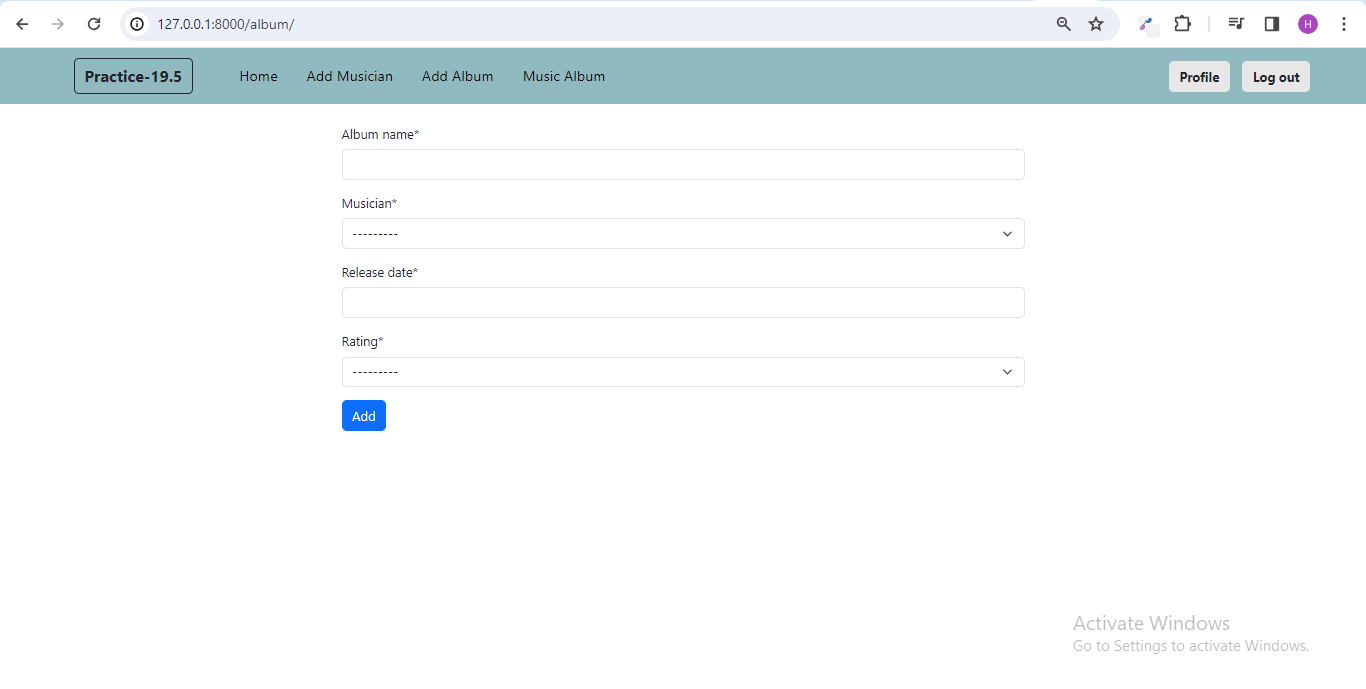 127.0.0.1:8000/album/
H
Practice-19.5 Home Add Musician Add Album Music Album Profile Log out
Album name*
Musician*
---------
Release date*
Rating*
---------
Add
Activate Windows
Go to Settings to activate Windows.